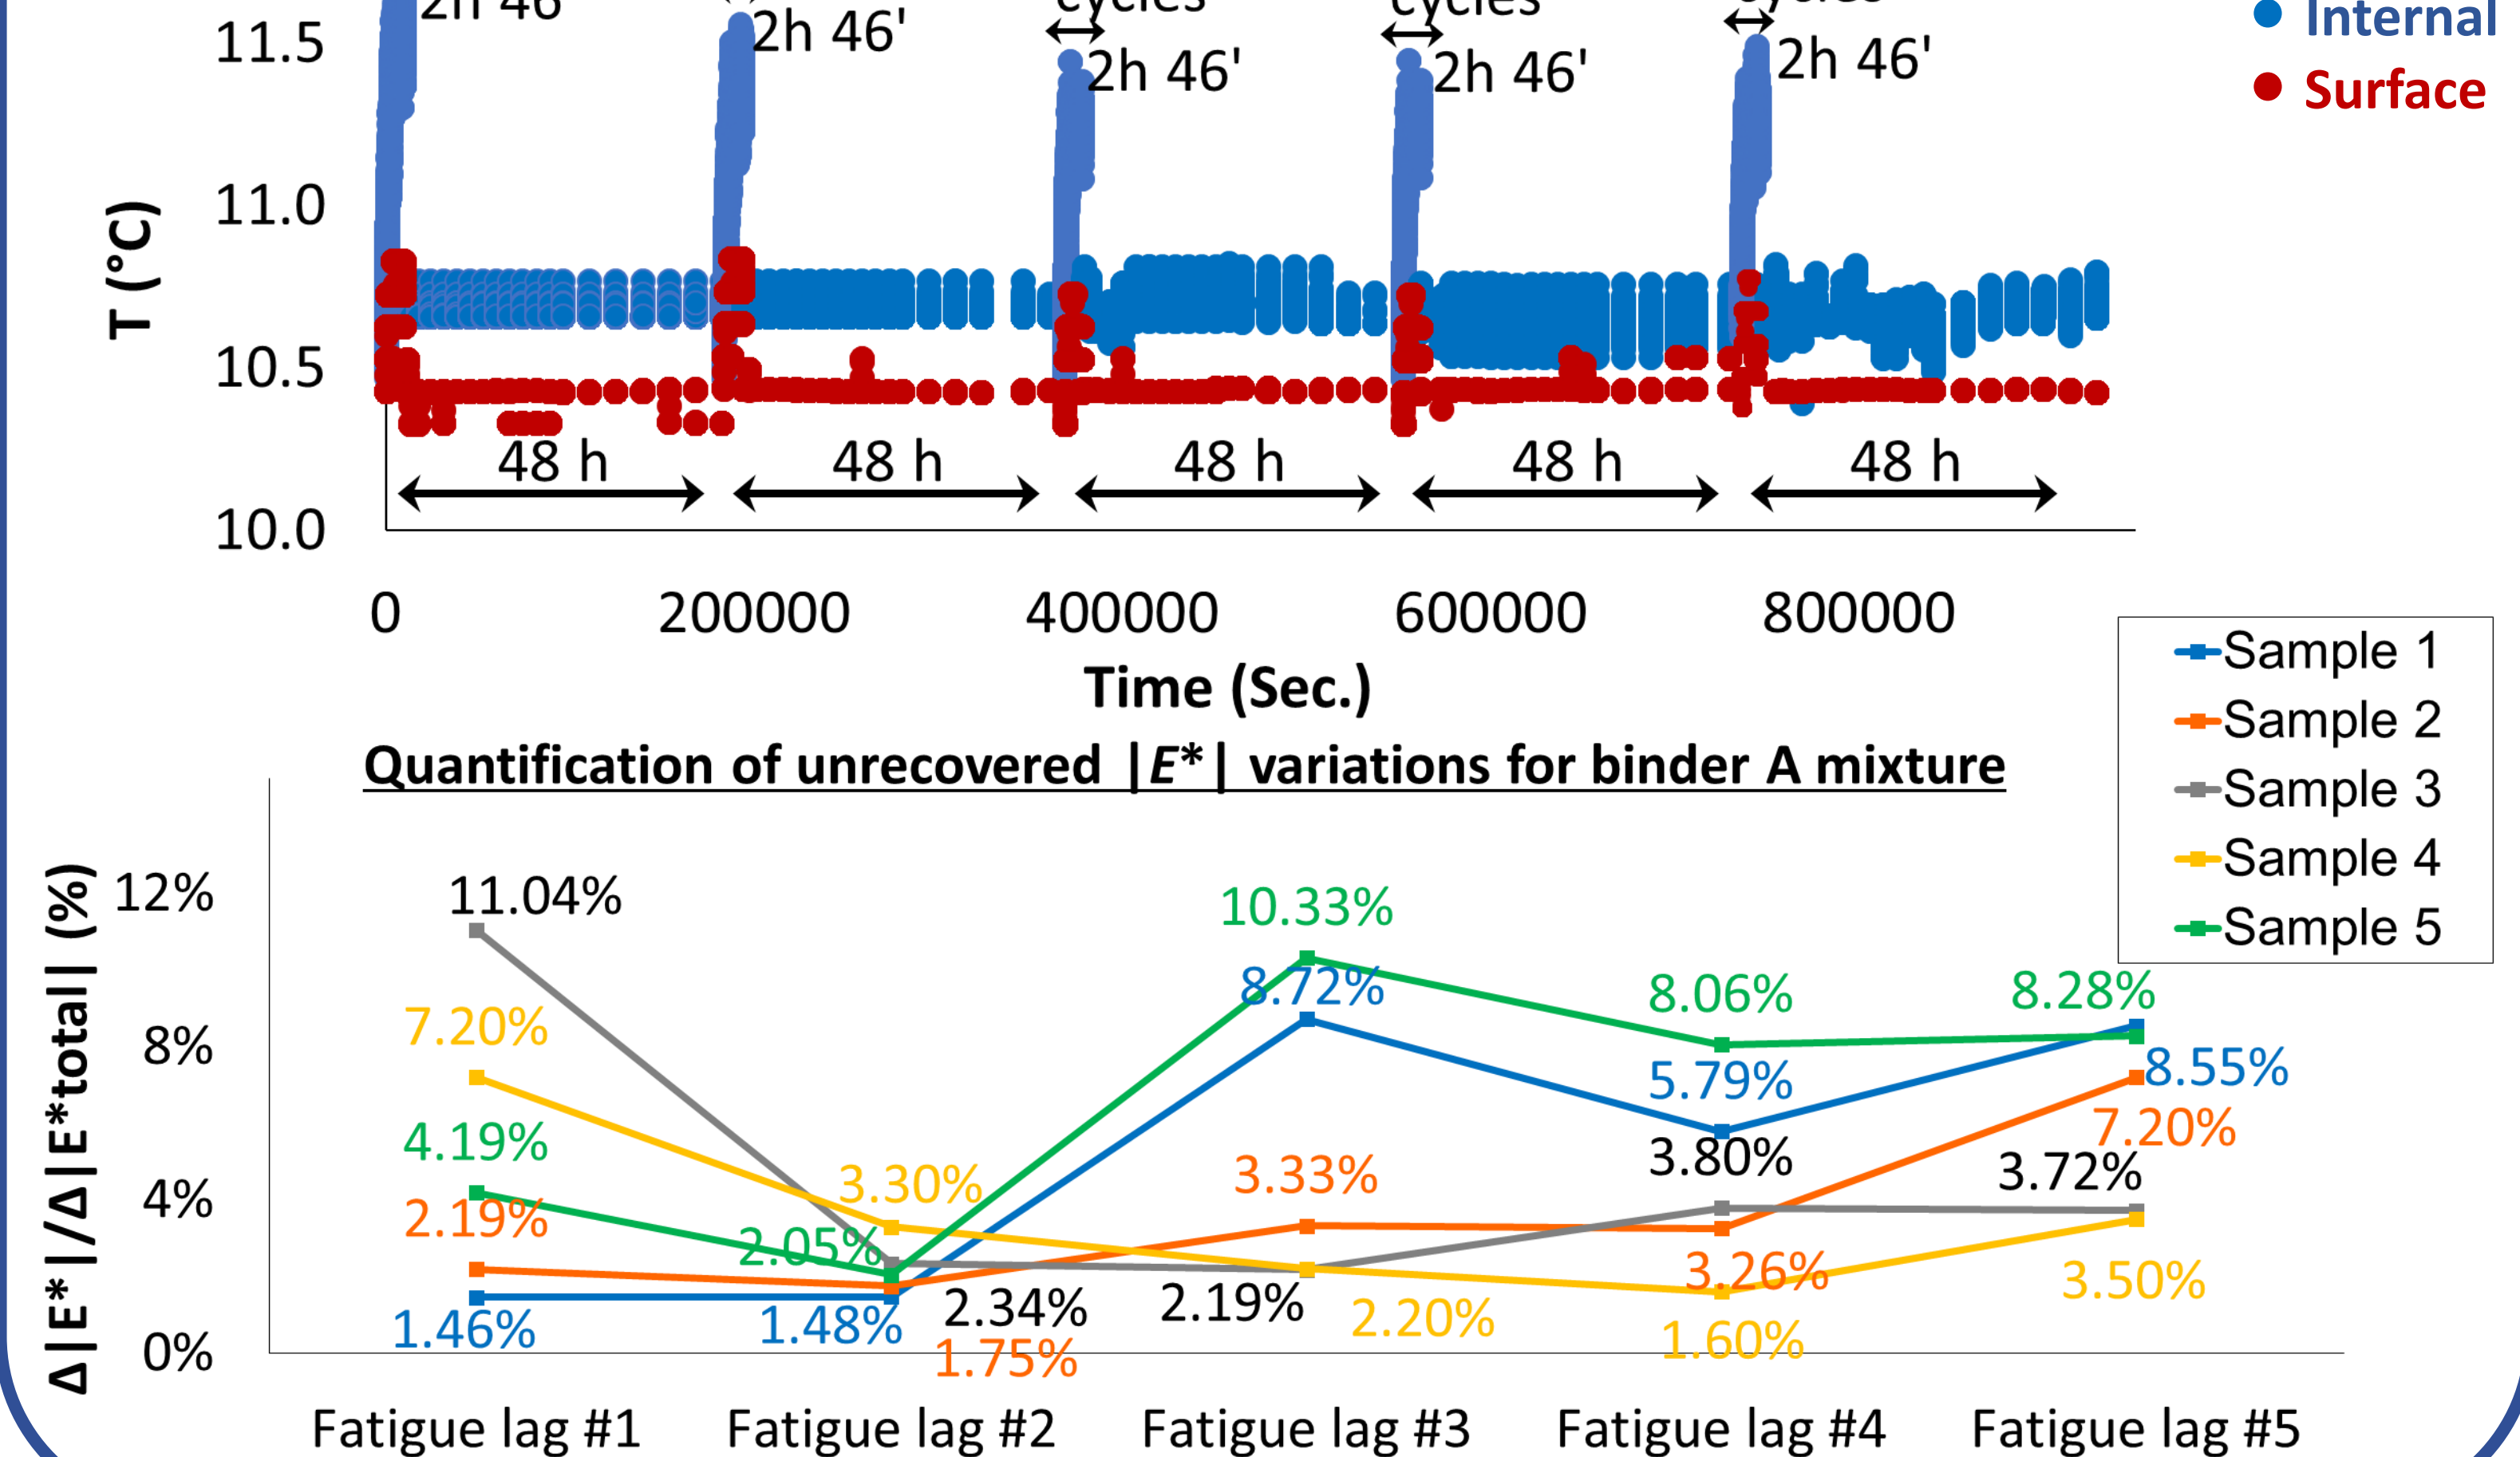 2h 46'
cycles
cycles
cycles
Internal
11.5
2h 46'
2h 46'
2h 46'
2h 46'
Surface
11.0
T (°C)
10.5
48 h
48 h
48 h
48 h
48 h
10.0
0
200000
400000
600000
800000
Time (Sec.)
Sample 1
Sample 2
Sample 3
Sample 4
Sample 5
Quantification of unrecovered |E*| variations for binder A mixture
Δ|E*|/Δ|E*total| (%)
12%
8%
4%
0%
11.04%
7.20%
4.19%
2.19%
1.46%
3.30%
2.05%
1.48%
2.34%
1.75%
10.33%
8.72%
3.33%
2.19%
2.20%
8.06%
5.79%
3.80%
3.26%
1.60%
8.28%
8.55%
7.20%
3.72%
3.50%
Fatigue lag #1
Fatigue lag #2
Fatigue lag #3
Fatigue lag #4
Fatigue lag #5